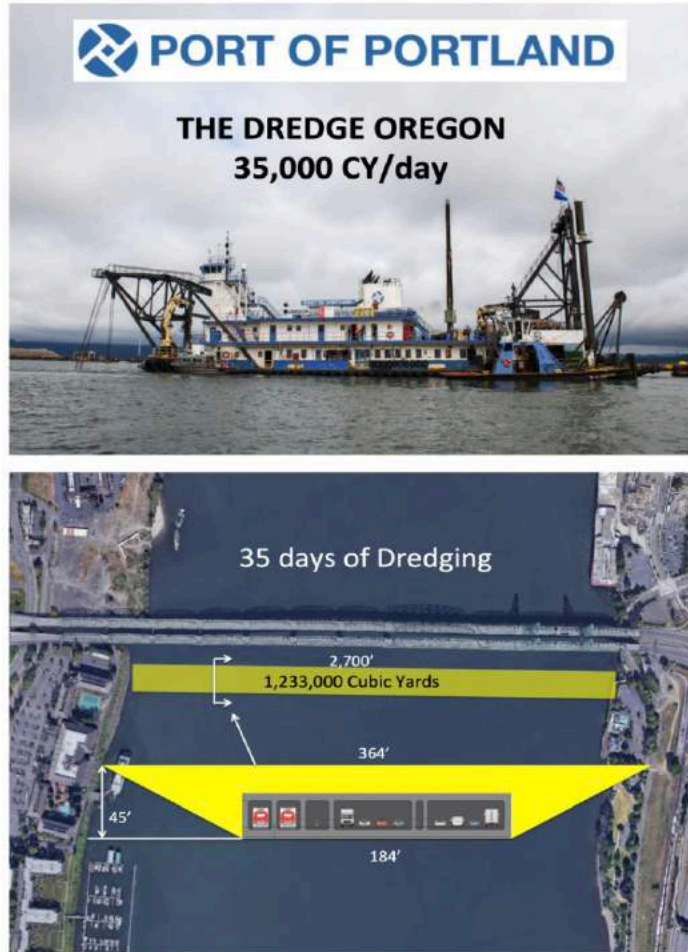 PORT OF PORTLAND
THE DREDGE OREGON
35,000 CY/day
35 days of Dredging
2,700'
1,233,000 Cubic Yards
364'
45'
184'